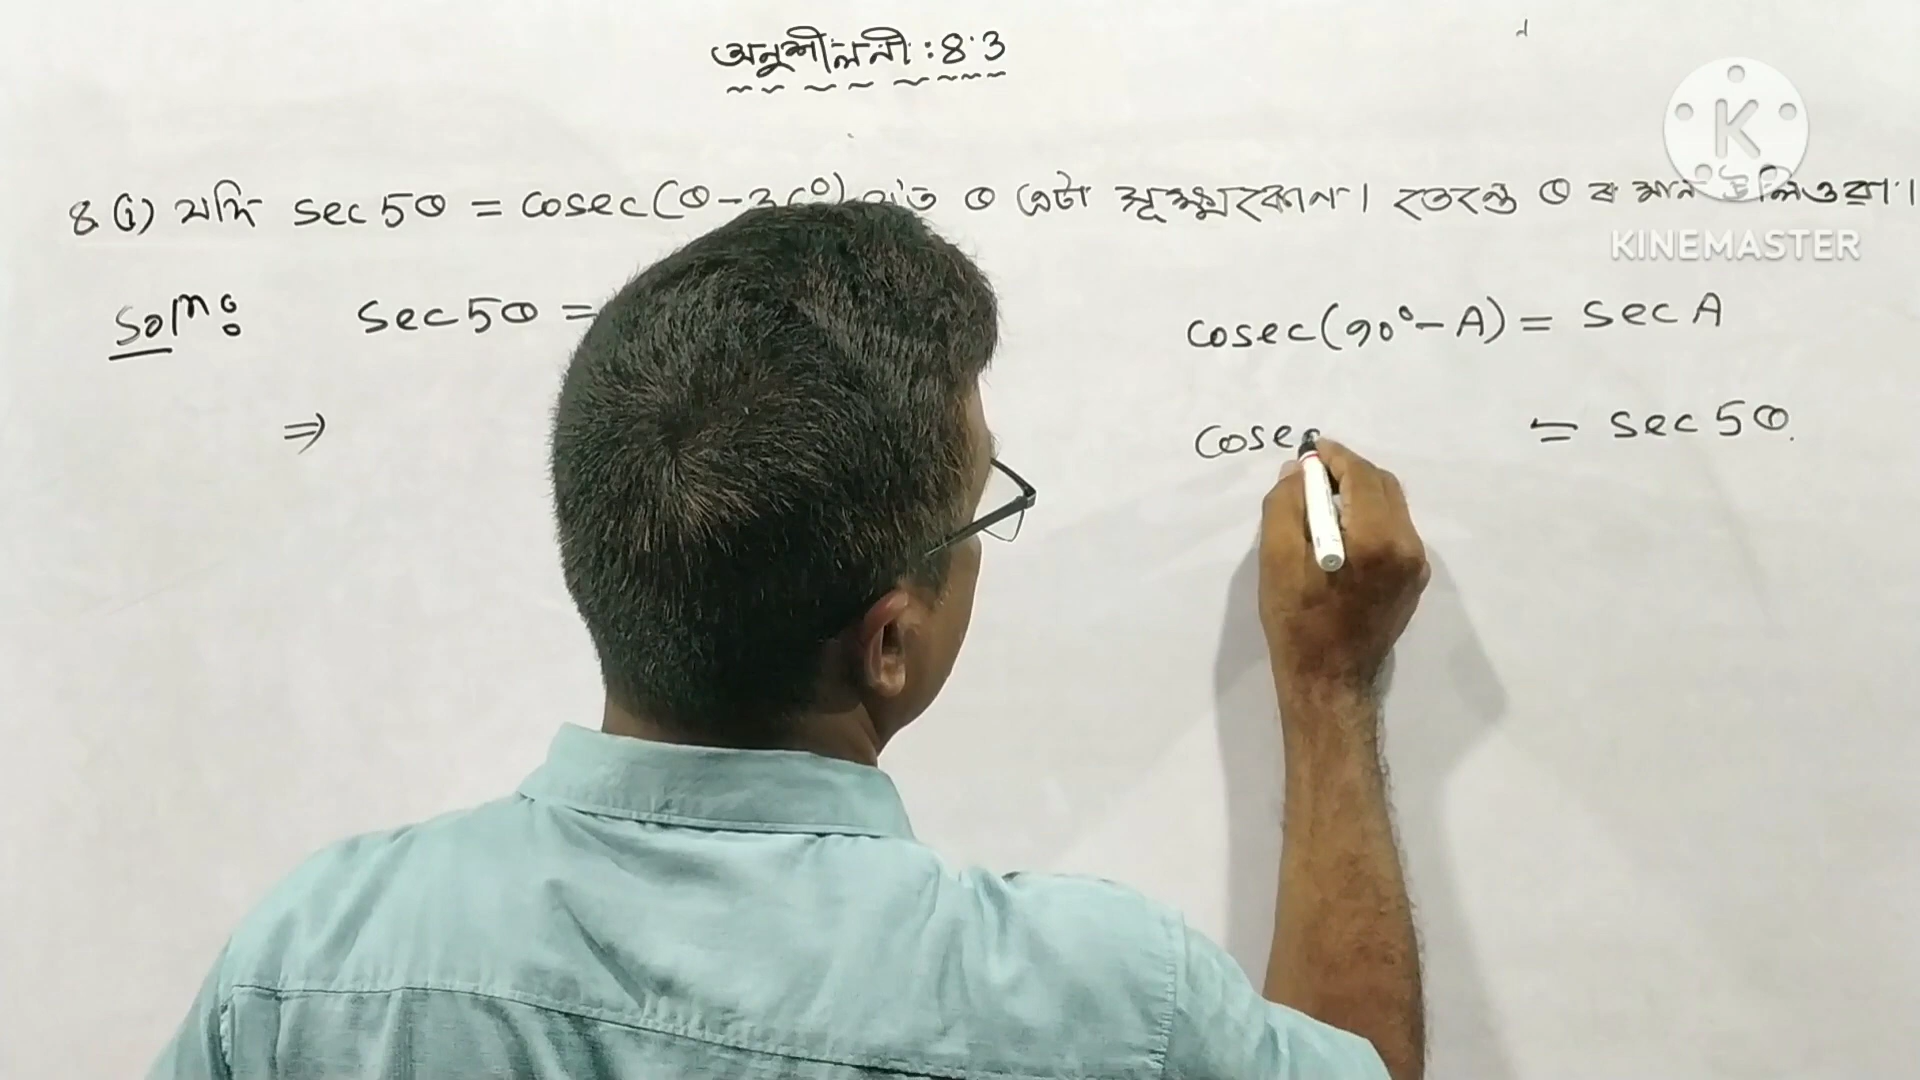 অনুশীলনী : 8.3
8 (i) যদি sec 5θ = cosec (θ - 36°) θ এটা সূক্ষ্মকোণ। তেন্তে θ ৰ মান উলিওৱা।
Soln: sec 5θ =
cosec (90° - A) = sec A
⇒
cosec = sec 5θ.
K
KINEMASTER